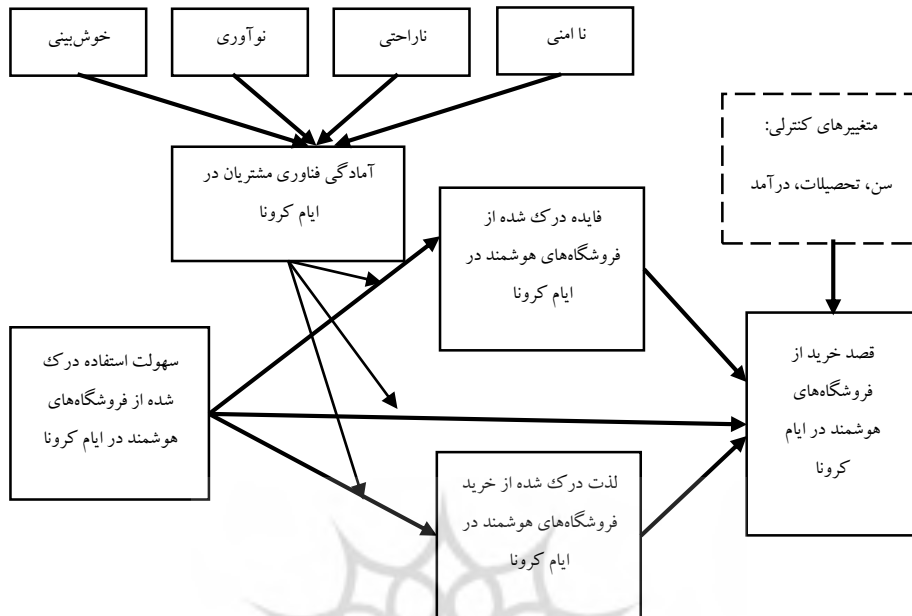 نا امنی
ناراحتی
نوآوری
خوش‌بینی
متغییرهای کنترلی:
سن، تحصیلات، درآمد
آمادگی فناوری مشتریان در
ایام کرونا
فایده درک شده از
فروشگاه‌های هوشمند در
ایام کرونا
قصد خرید از
فروشگاه‌های
هوشمند در ایام
کرونا
سهولت استفاده درک
شده از فروشگاه‌های
هوشمند در ایام کرونا
لذت درک شده از خرید
فروشگاه‌های هوشمند در
ایام کرونا